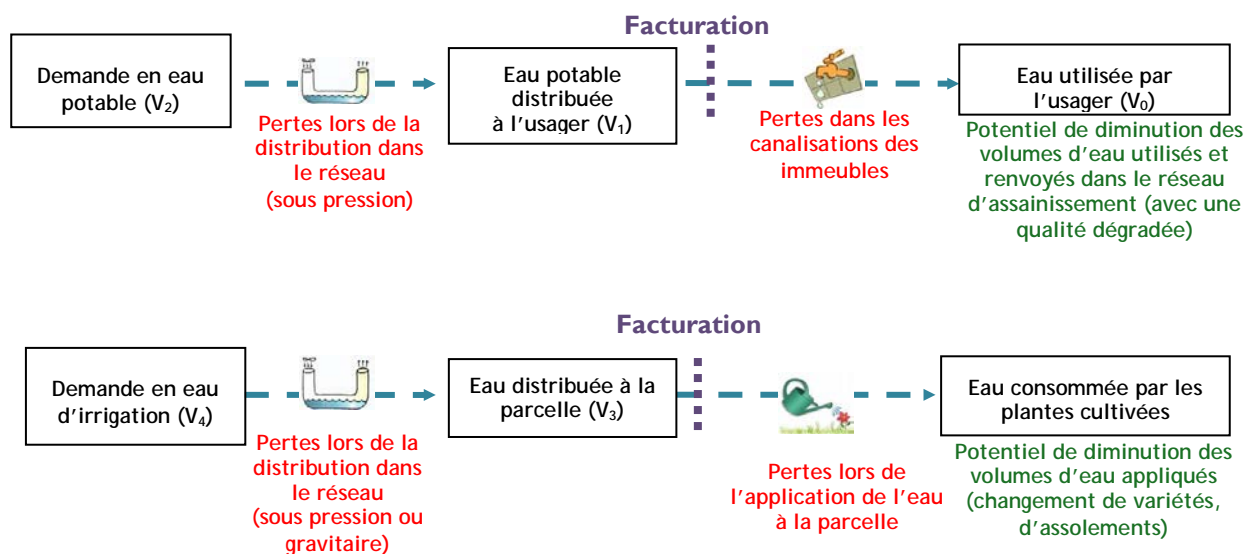 Facturation
Demande en eau
potable (V₂)
Pertes lors de la
distribution dans
le réseau
(sous pression)
Eau potable
distribuée
à l'usager (V₁)
Pertes dans les
canalisations des
immeubles
Eau utilisée par
l'usager (V₀)
Potentiel de diminution des
volumes d'eau utilisés et
renvoyés dans le réseau
d'assainissement (avec une
qualité dégradée)
Facturation
Demande en eau
d'irrigation (V₄)
Pertes lors de la
distribution dans
le réseau
(sous pression ou
gravitaire)
Eau distribuée à la
parcelle (V₃)
Pertes lors de
l'application de l'eau
à la parcelle
Eau consommée par les
plantes cultivées
Potentiel de diminution des
volumes d'eau appliqués
(changement de variétés,
d'assolements)